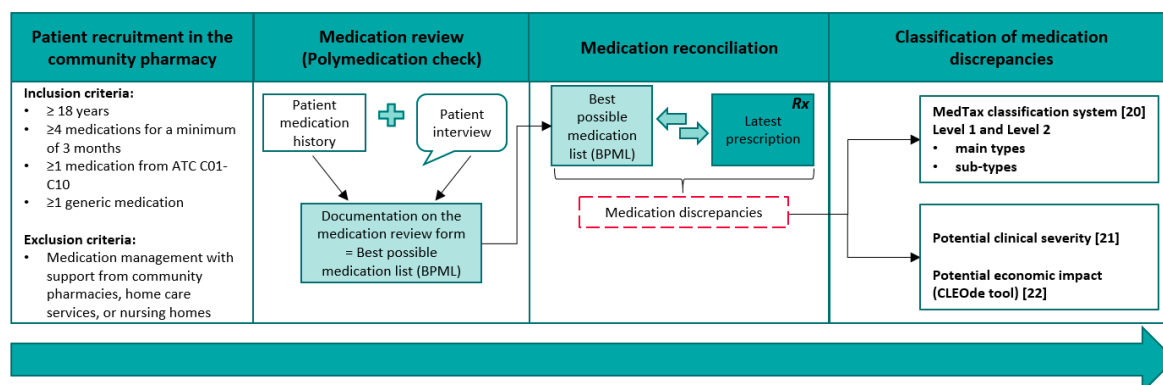 Patient recruitment in the
community pharmacy
Medication review
(Polymedication check)
Medication reconciliation
Classification of medication
discrepancies
Inclusion criteria:
• ≥ 18 years
• ≥4 medications for a minimum
of 3 months
• ≥1 medication from ATC C01-
C10
• ≥1 generic medication
Exclusion criteria:
• Medication management with
support from community
pharmacies, home care
services, or nursing homes
Patient
medication
history
Patient
interview
Documentation on the
medication review form
= Best possible
medication list (BPML)
Best
possible
medication
list (BPML)
Rx
Latest
prescription
Medication discrepancies
MedTax classification system [20]
Level 1 and Level 2
• main types
• sub-types
Potential clinical severity [21]
Potential economic impact
(CLEOde tool) [22]